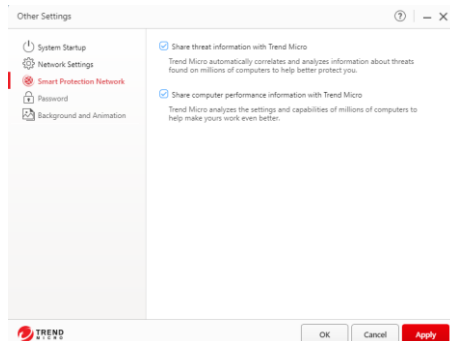 Other Settings
System Startup
Network Settings
Smart Protection Network
Password
Background and Animation
Share threat information with Trend Micro
Trend Micro automatically correlates and analyzes information about threats
found on millions of computers to help better protect you.
Share computer performance information with Trend Micro
Trend Micro analyzes the settings and capabilities of millions of computers to
help make yours work even better.
TREND
MICRO
OK
Cancel
Apply